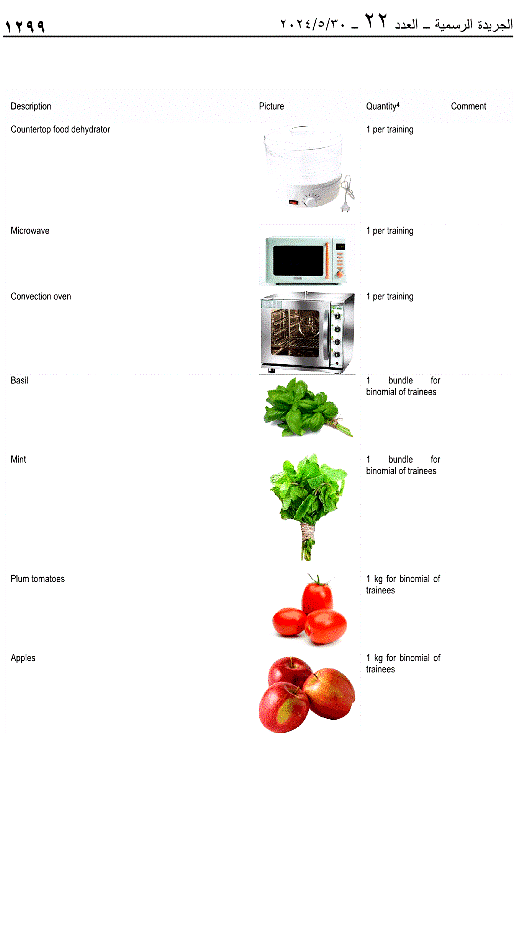 ١٢٩٩ الجريدة الرسمية – العدد ٢٢ – ٢٠٢٤/٥/٣٠
Description Picture Quantity4 Comment
Countertop food dehydrator 1 per training
Microwave 1 per training
Convection oven 1 per training
Basil 1 bundle for
binomial of trainees
Mint 1 bundle for
binomial of trainees
Plum tomatoes 1 kg for binomial of
trainees
Apples 1 kg for binomial of
trainees